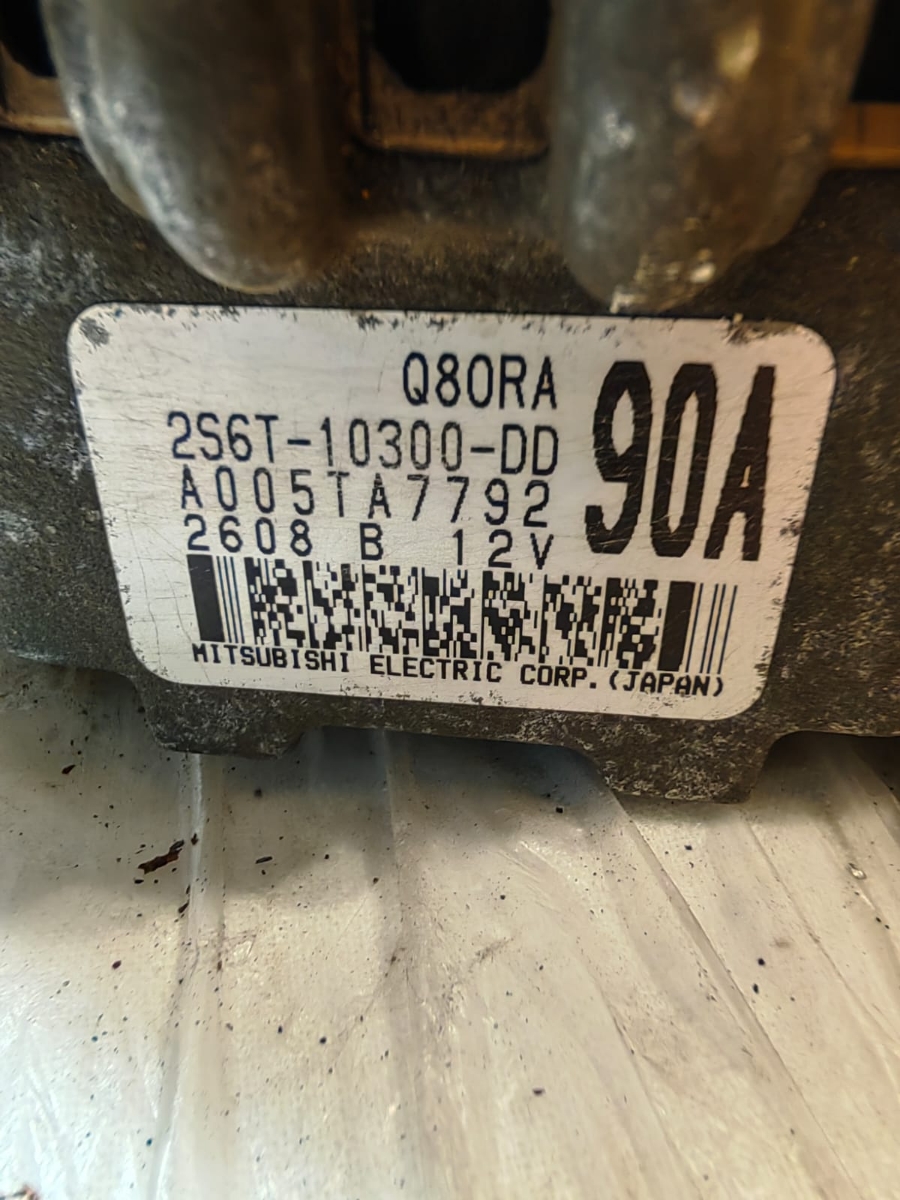 Q80RA
90A
2S6T-10300-DD
A005TA7792
2608 B 12V
MITSUBISHI ELECTRIC CORP.(JAPAN)